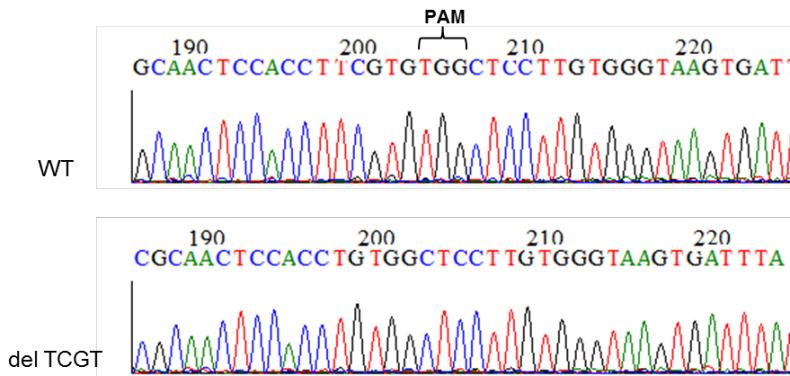 PAM
190 200 210 220
GCAACTCCACCTTCGTGTGGCTCCTTGTGGGTAAGTGATT
WT
190 200 210 220
CGCAACTCCACCTGTGGCTCCTTGTGGGTAAGTGATTTA
del TCGT